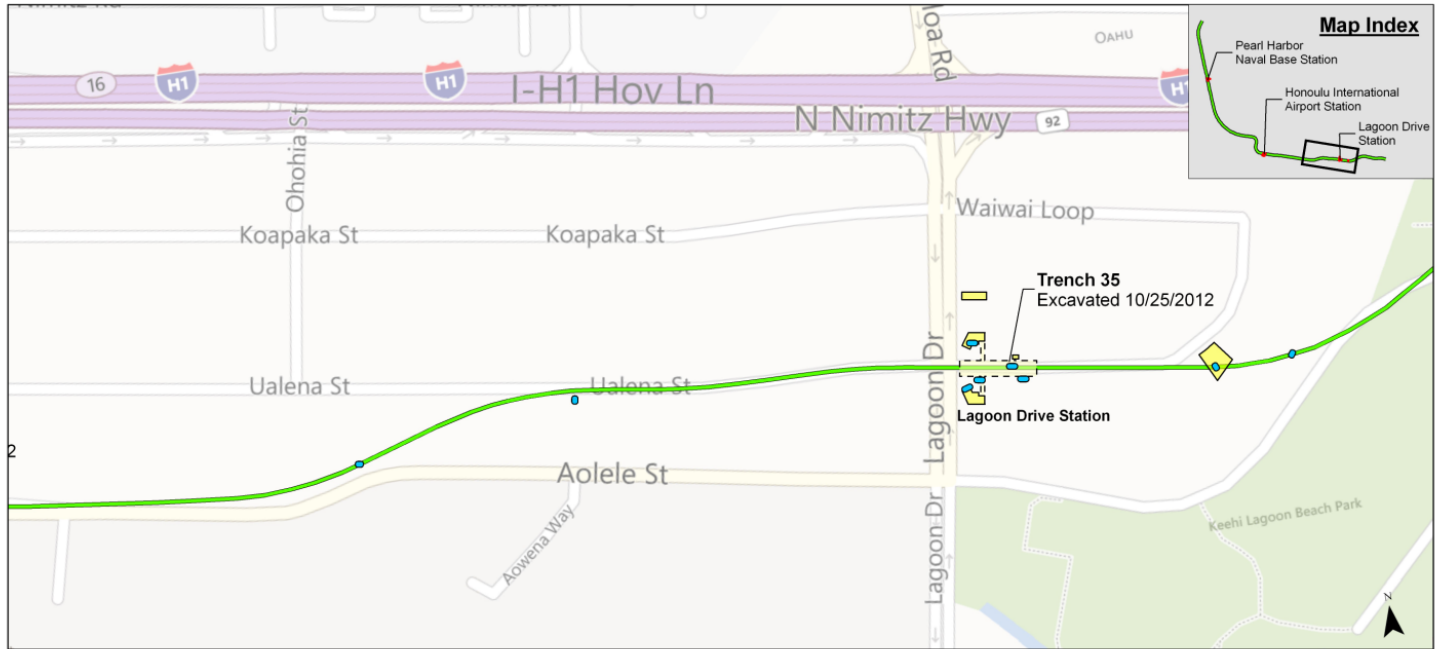 Map Index
Pearl Harbor
Naval Base Station
Honoulu International
Airport Station
Lagoon Drive
Station
OAHU
16
H1
H1
H1
I-H1 Hov Ln
N Nimitz Hwy
92
Ohohia St
Koapaka St
Koapaka St
Waiwai Loop
Trench 35
Excavated 10/25/2012
Lagoon Dr
Ualena St
Ualena St
Lagoon Drive Station
2
Aolele St
Aowena Way
Lagoon Dr
Keehi Lagoon Beach Park
N